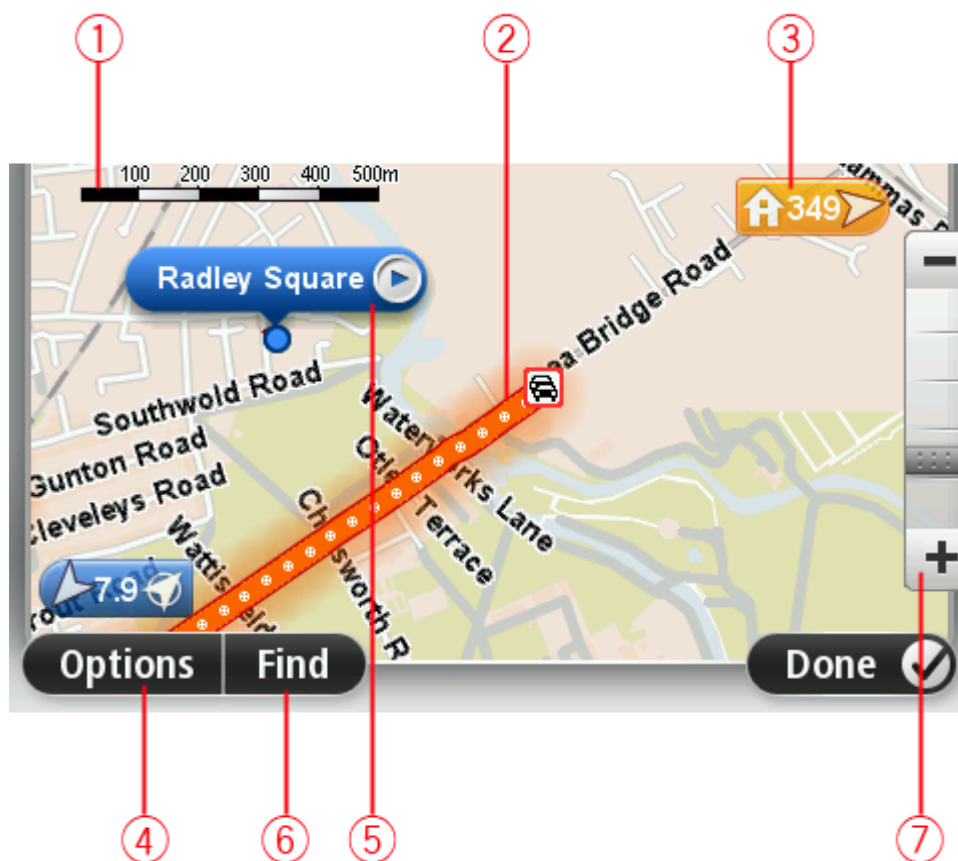 1 2 3
100 200 300 400 500m
349
Radley Square
Bridge Road
Southwold Road
Gunton Road
Cleveleys Road
Lane
Terrace
7.9
Options Find Done
4 6 5 7